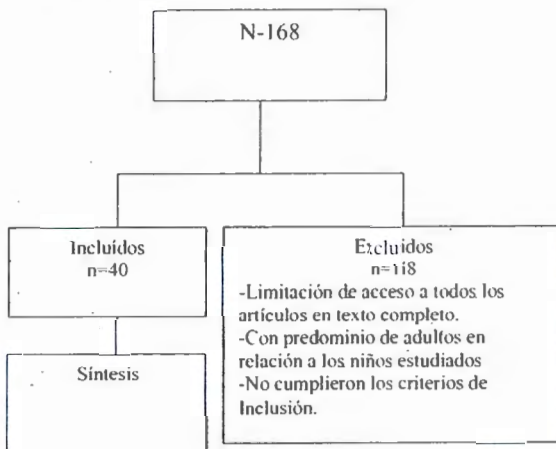 N-168
Incluídos
n=40
Excluidos
n=118
-Limitación de acceso a todos los
artículos en texto completo.
-Con predominio de adultos en
relación a los niños estudiados
-No cumplieron los criterios de
Inclusión.
Síntesis